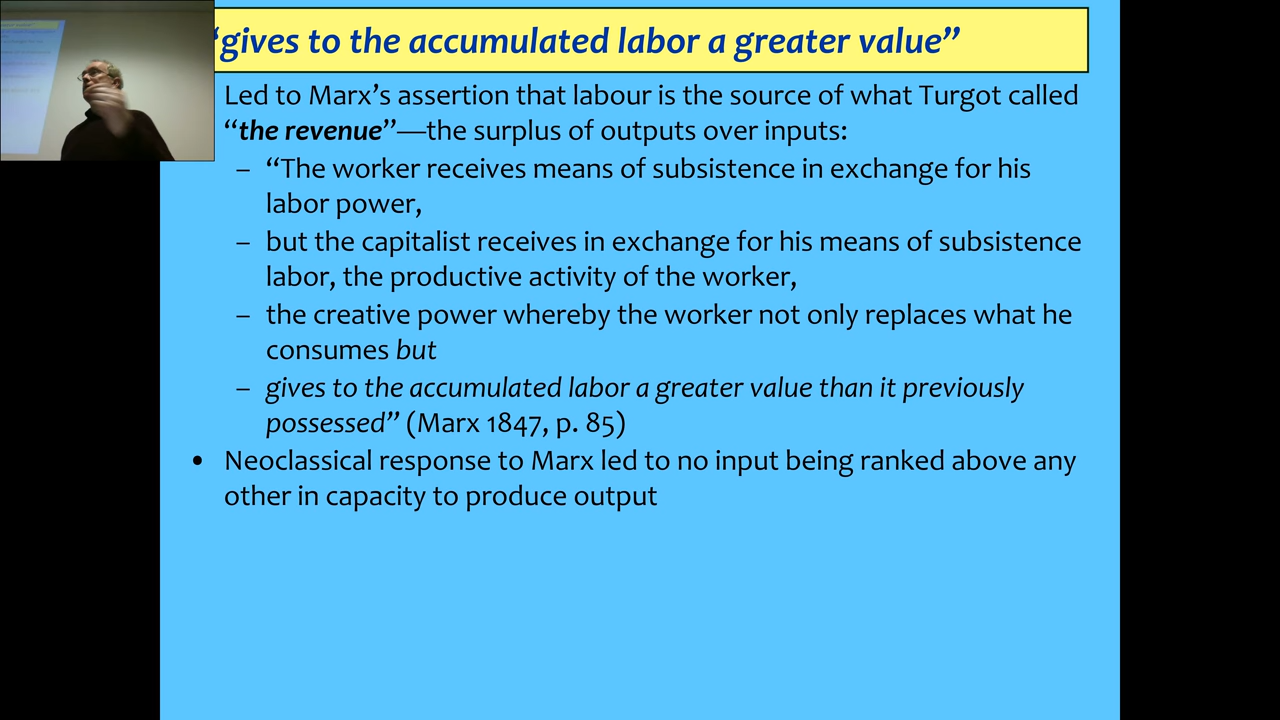 “gives to the accumulated labor a greater value”
Led to Marx’s assertion that labour is the source of what Turgot called
“the revenue”—the surplus of outputs over inputs:
– “The worker receives means of subsistence in exchange for his
labor power,
– but the capitalist receives in exchange for his means of subsistence
labor, the productive activity of the worker,
– the creative power whereby the worker not only replaces what he
consumes but
– gives to the accumulated labor a greater value than it previously
possessed” (Marx 1847, p. 85)
• Neoclassical response to Marx led to no input being ranked above any
other in capacity to produce output